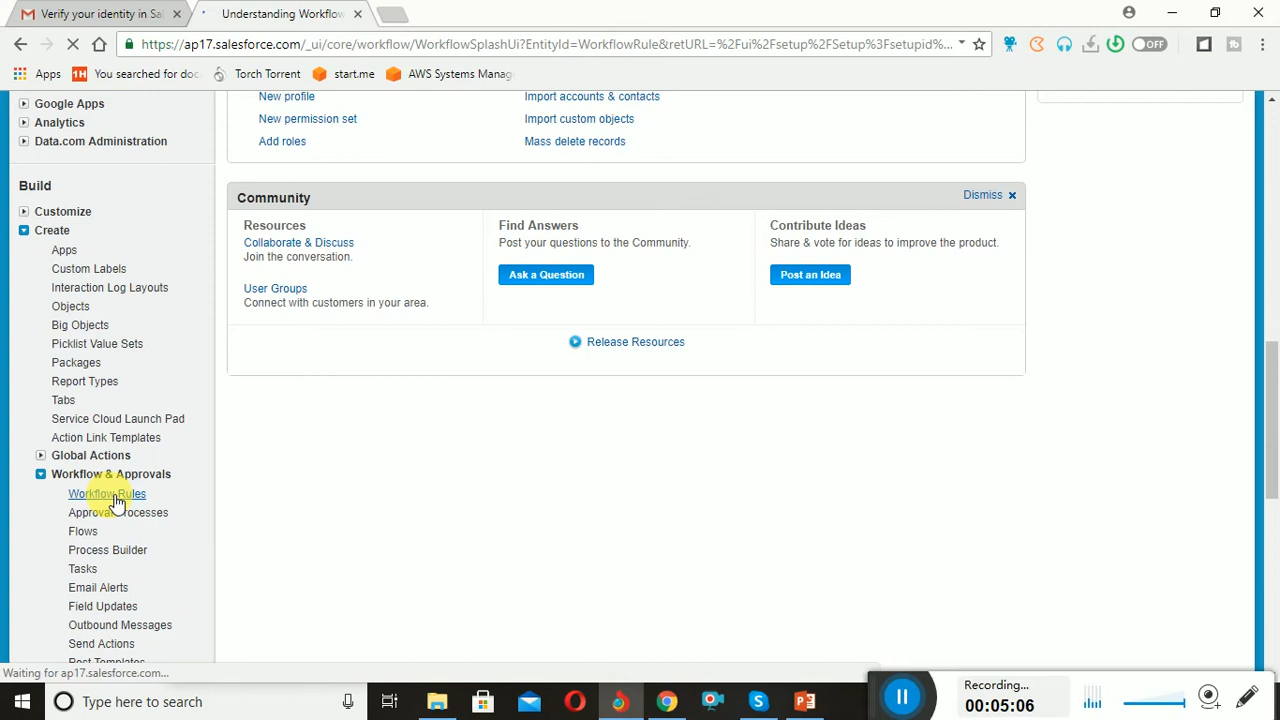 Verify your identity in Sal
Understanding Workflow
https://ap17.salesforce.com/_ui/core/workflow/WorkflowSplashUi?EntityId=WorkflowRule&retURL=%2Fui%2Fsetup%2FSetup%3Fsetupid%...
OFF
Apps
You searched for doc
Torch Torrent
start.me
AWS Systems Manag
Google Apps
Analytics
Data.com Administration
Build
Customize
Create
Apps
Custom Labels
Interaction Log Layouts
Objects
Big Objects
Picklist Value Sets
Packages
Report Types
Tabs
Service Cloud Launch Pad
Action Link Templates
Global Actions
Workflow & Approvals
Workflow Rules
Approval Processes
Flows
Process Builder
Tasks
Email Alerts
Field Updates
Outbound Messages
Send Actions
Post Templates
New profile
New permission set
Add roles
Import accounts & contacts
Import custom objects
Mass delete records
Community
Dismiss
Resources
Collaborate & Discuss
Join the conversation.
User Groups
Connect with customers in your area.
Find Answers
Post your questions to the Community.
Ask a Question
Contribute Ideas
Share & vote for ideas to improve the product.
Post an Idea
Release Resources
Waiting for ap17.salesforce.com...
Type here to search
Recording...
00:05:06